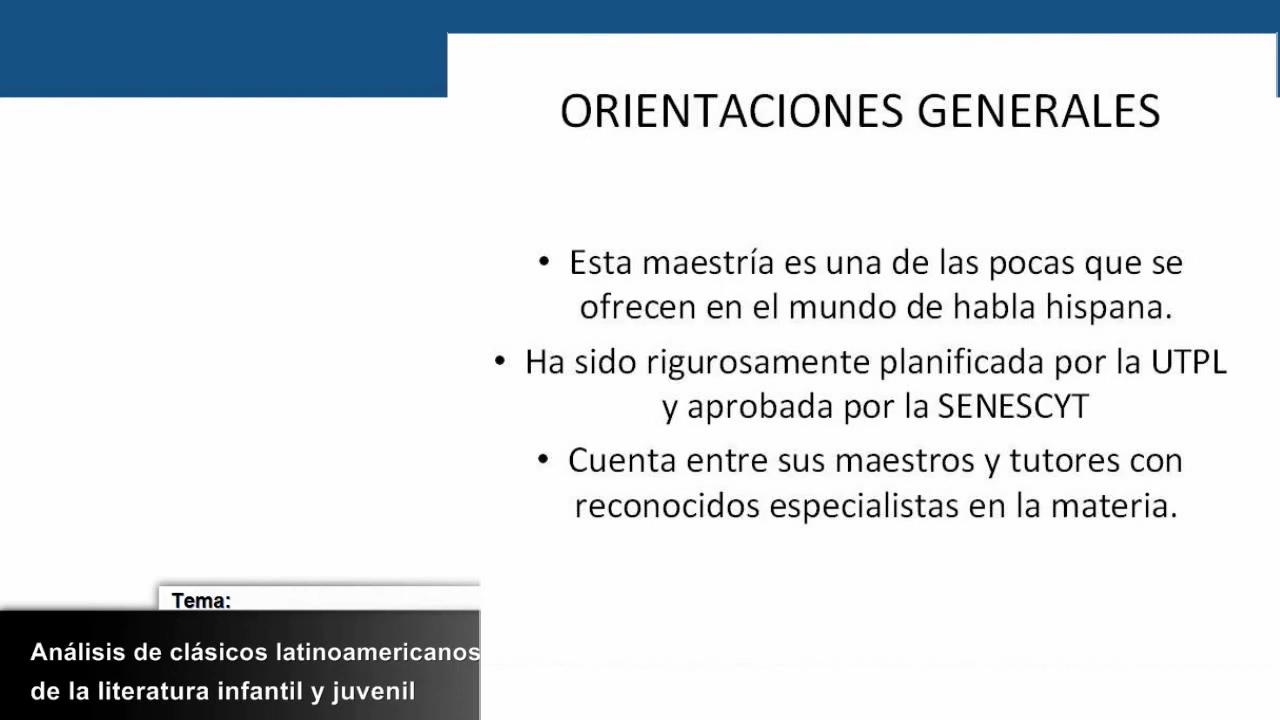 ORIENTACIONES GENERALES
• Esta maestría es una de las pocas que se
ofrecen en el mundo de habla hispana.
• Ha sido rigurosamente planificada por la UTPL
y aprobada por la SENESCYT
• Cuenta entre sus maestros y tutores con
reconocidos especialistas en la materia.
Tema:
Análisis de clásicos latinoamericanos
de la literatura infantil y juvenil